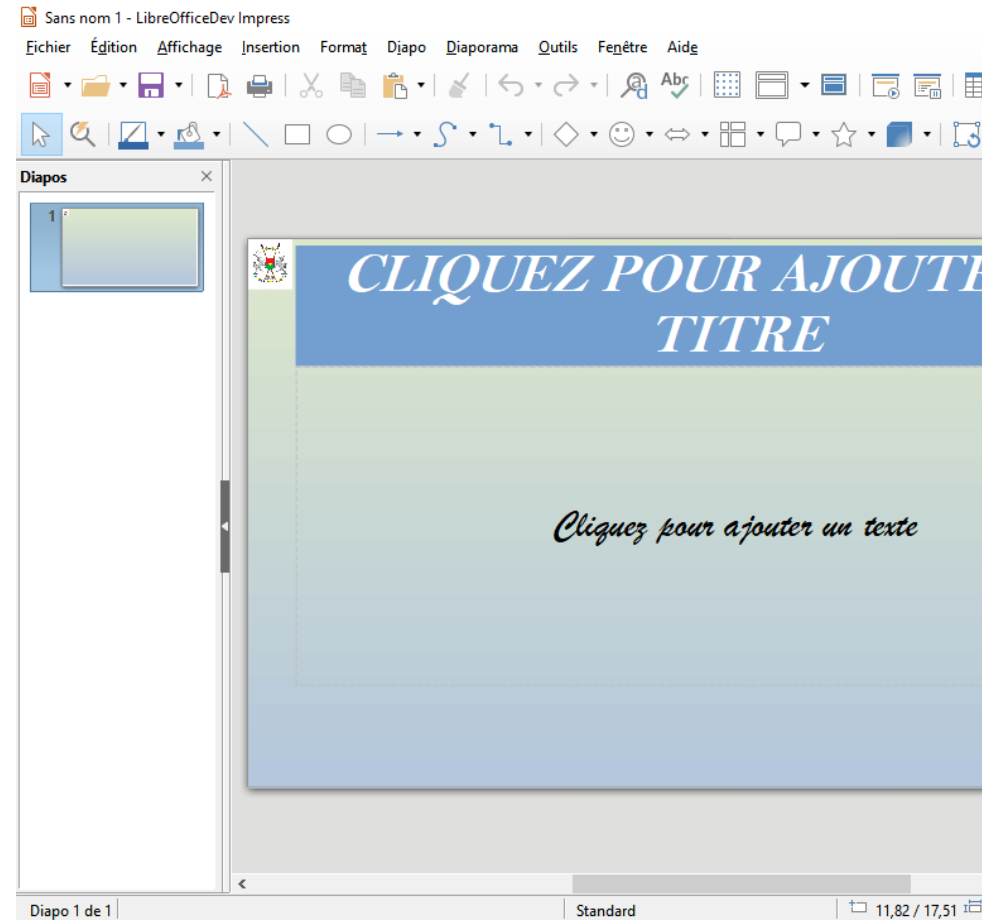 Sans nom 1 - LibreOfficeDev Impress
Fichier Édition Affichage Insertion Format Diapo Diaporama Outils Fenêtre Aide
Abc
Diapos
1
CLIQUEZ POUR AJOUTE
TITRE
Cliquez pour ajouter un texte
Diapo 1 de 1 Standard 11,82 / 17,51